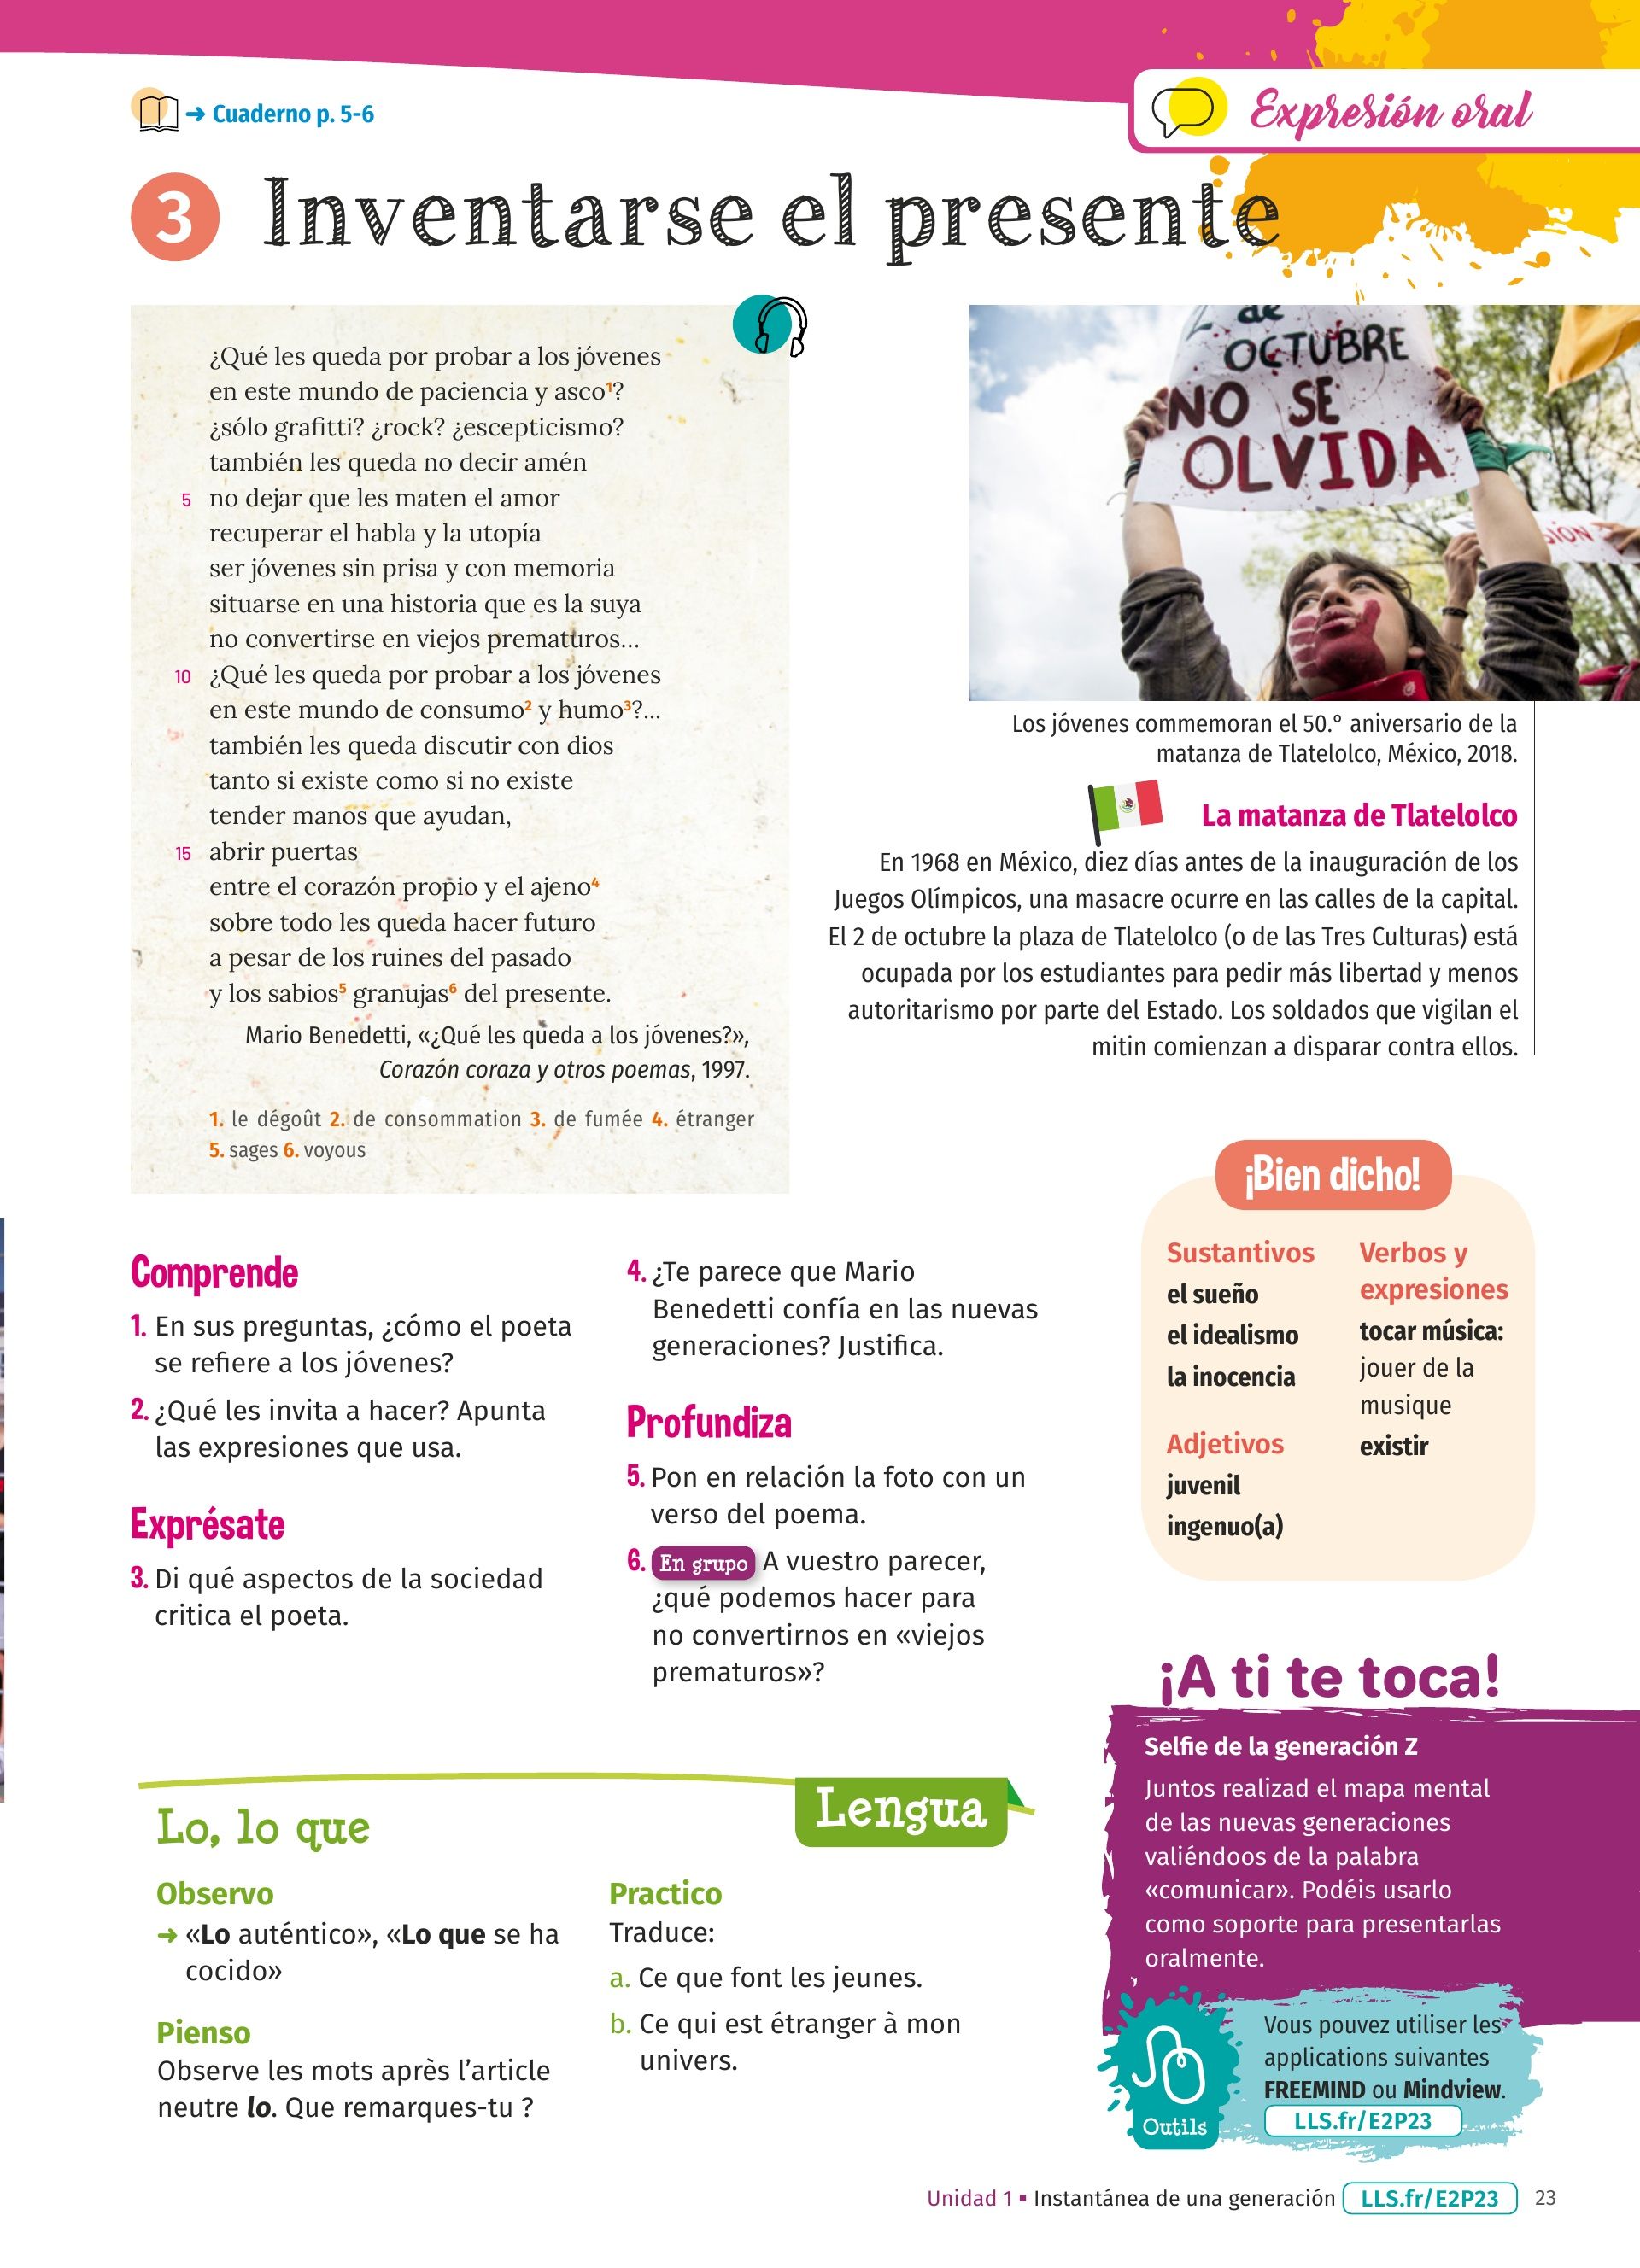 ➜ Cuaderno p. 5-6
Expresión oral
3 Inventarse el presente
¿Qué les queda por probar a los jóvenes
en este mundo de paciencia y asco¹?
¿sólo grafitti? ¿rock? ¿escepticismo?
también les queda no decir amén
5 no dejar que les maten el amor
recuperar el habla y la utopía
ser jóvenes sin prisa y con memoria
situarse en una historia que es la suya
no convertirse en viejos prematuros…
10 ¿Qué les queda por probar a los jóvenes
en este mundo de consumo² y humo³?…
también les queda discutir con dios
tanto si existe como si no existe
tender manos que ayudan,
15 abrir puertas
entre el corazón propio y el ajeno⁴
sobre todo les queda hacer futuro
a pesar de los ruines del pasado
y los sabios⁵ granujas⁶ del presente.
Mario Benedetti, «¿Qué les queda a los jóvenes?»,
Corazón coraza y otros poemas, 1997.
1. le dégoût 2. de consommation 3. de fumée 4. étranger
5. sages 6. voyous
de
OCTUBRE
NO SE
OLVIDA
SIÓN
Los jóvenes commemoran el 50.° aniversario de la
matanza de Tlatelolco, México, 2018.
La matanza de Tlatelolco
En 1968 en México, diez días antes de la inauguración de los
Juegos Olímpicos, una masacre ocurre en las calles de la capital.
El 2 de octubre la plaza de Tlatelolco (o de las Tres Culturas) está
ocupada por los estudiantes para pedir más libertad y menos
autoritarismo por parte del Estado. Los soldados que vigilan el
mitin comienzan a disparar contra ellos.
Comprende
1. En sus preguntas, ¿cómo el poeta
se refiere a los jóvenes?
2. ¿Qué les invita a hacer? Apunta
las expresiones que usa.
Exprésate
3. Di qué aspectos de la sociedad
critica el poeta.
4. ¿Te parece que Mario
Benedetti confía en las nuevas
generaciones? Justifica.
Profundiza
5. Pon en relación la foto con un
verso del poema.
6. En grupo A vuestro parecer,
¿qué podemos hacer para
no convertirnos en «viejos
prematuros»?
¡Bien dicho!
Sustantivos
el sueño
el idealismo
la inocencia
Adjetivos
juvenil
ingenuo(a)
Verbos y
expresiones
tocar música:
jouer de la
musique
existir
¡A ti te toca!
Selfie de la generación Z
Juntos realizad el mapa mental
de las nuevas generaciones
valiéndoos de la palabra
«comunicar». Podéis usarlo
como soporte para presentarlas
oralmente.
Outils
Vous pouvez utiliser les
applications suivantes
FREEMIND ou Mindview.
LLS.fr/E2P23
Lengua
Lo, lo que
Observo
➜ «Lo auténtico», «Lo que se ha
cocido»
Pienso
Observe les mots après l'article
neutre lo. Que remarques-tu ?
Practico
Traduce:
a. Ce que font les jeunes.
b. Ce qui est étranger à mon
univers.
Unidad 1 ▪ Instantánea de una generación LLS.fr/E2P23 23